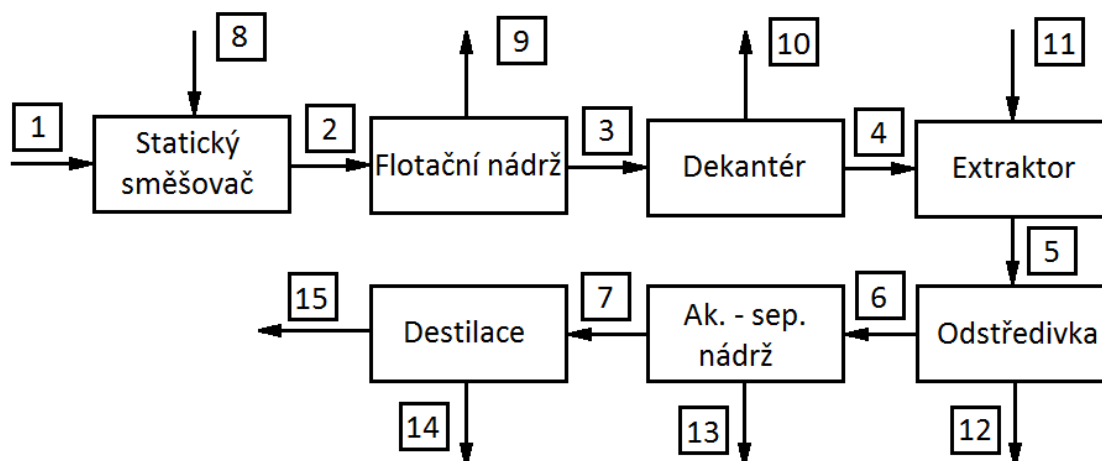 8
9
10
11
1
Statický
směšovač
2
Flotační nádrž
3
Dekantér
4
Extraktor
5
15
Destilace
7
Ak. - sep.
nádrž
6
Odstředivka
14
13
12